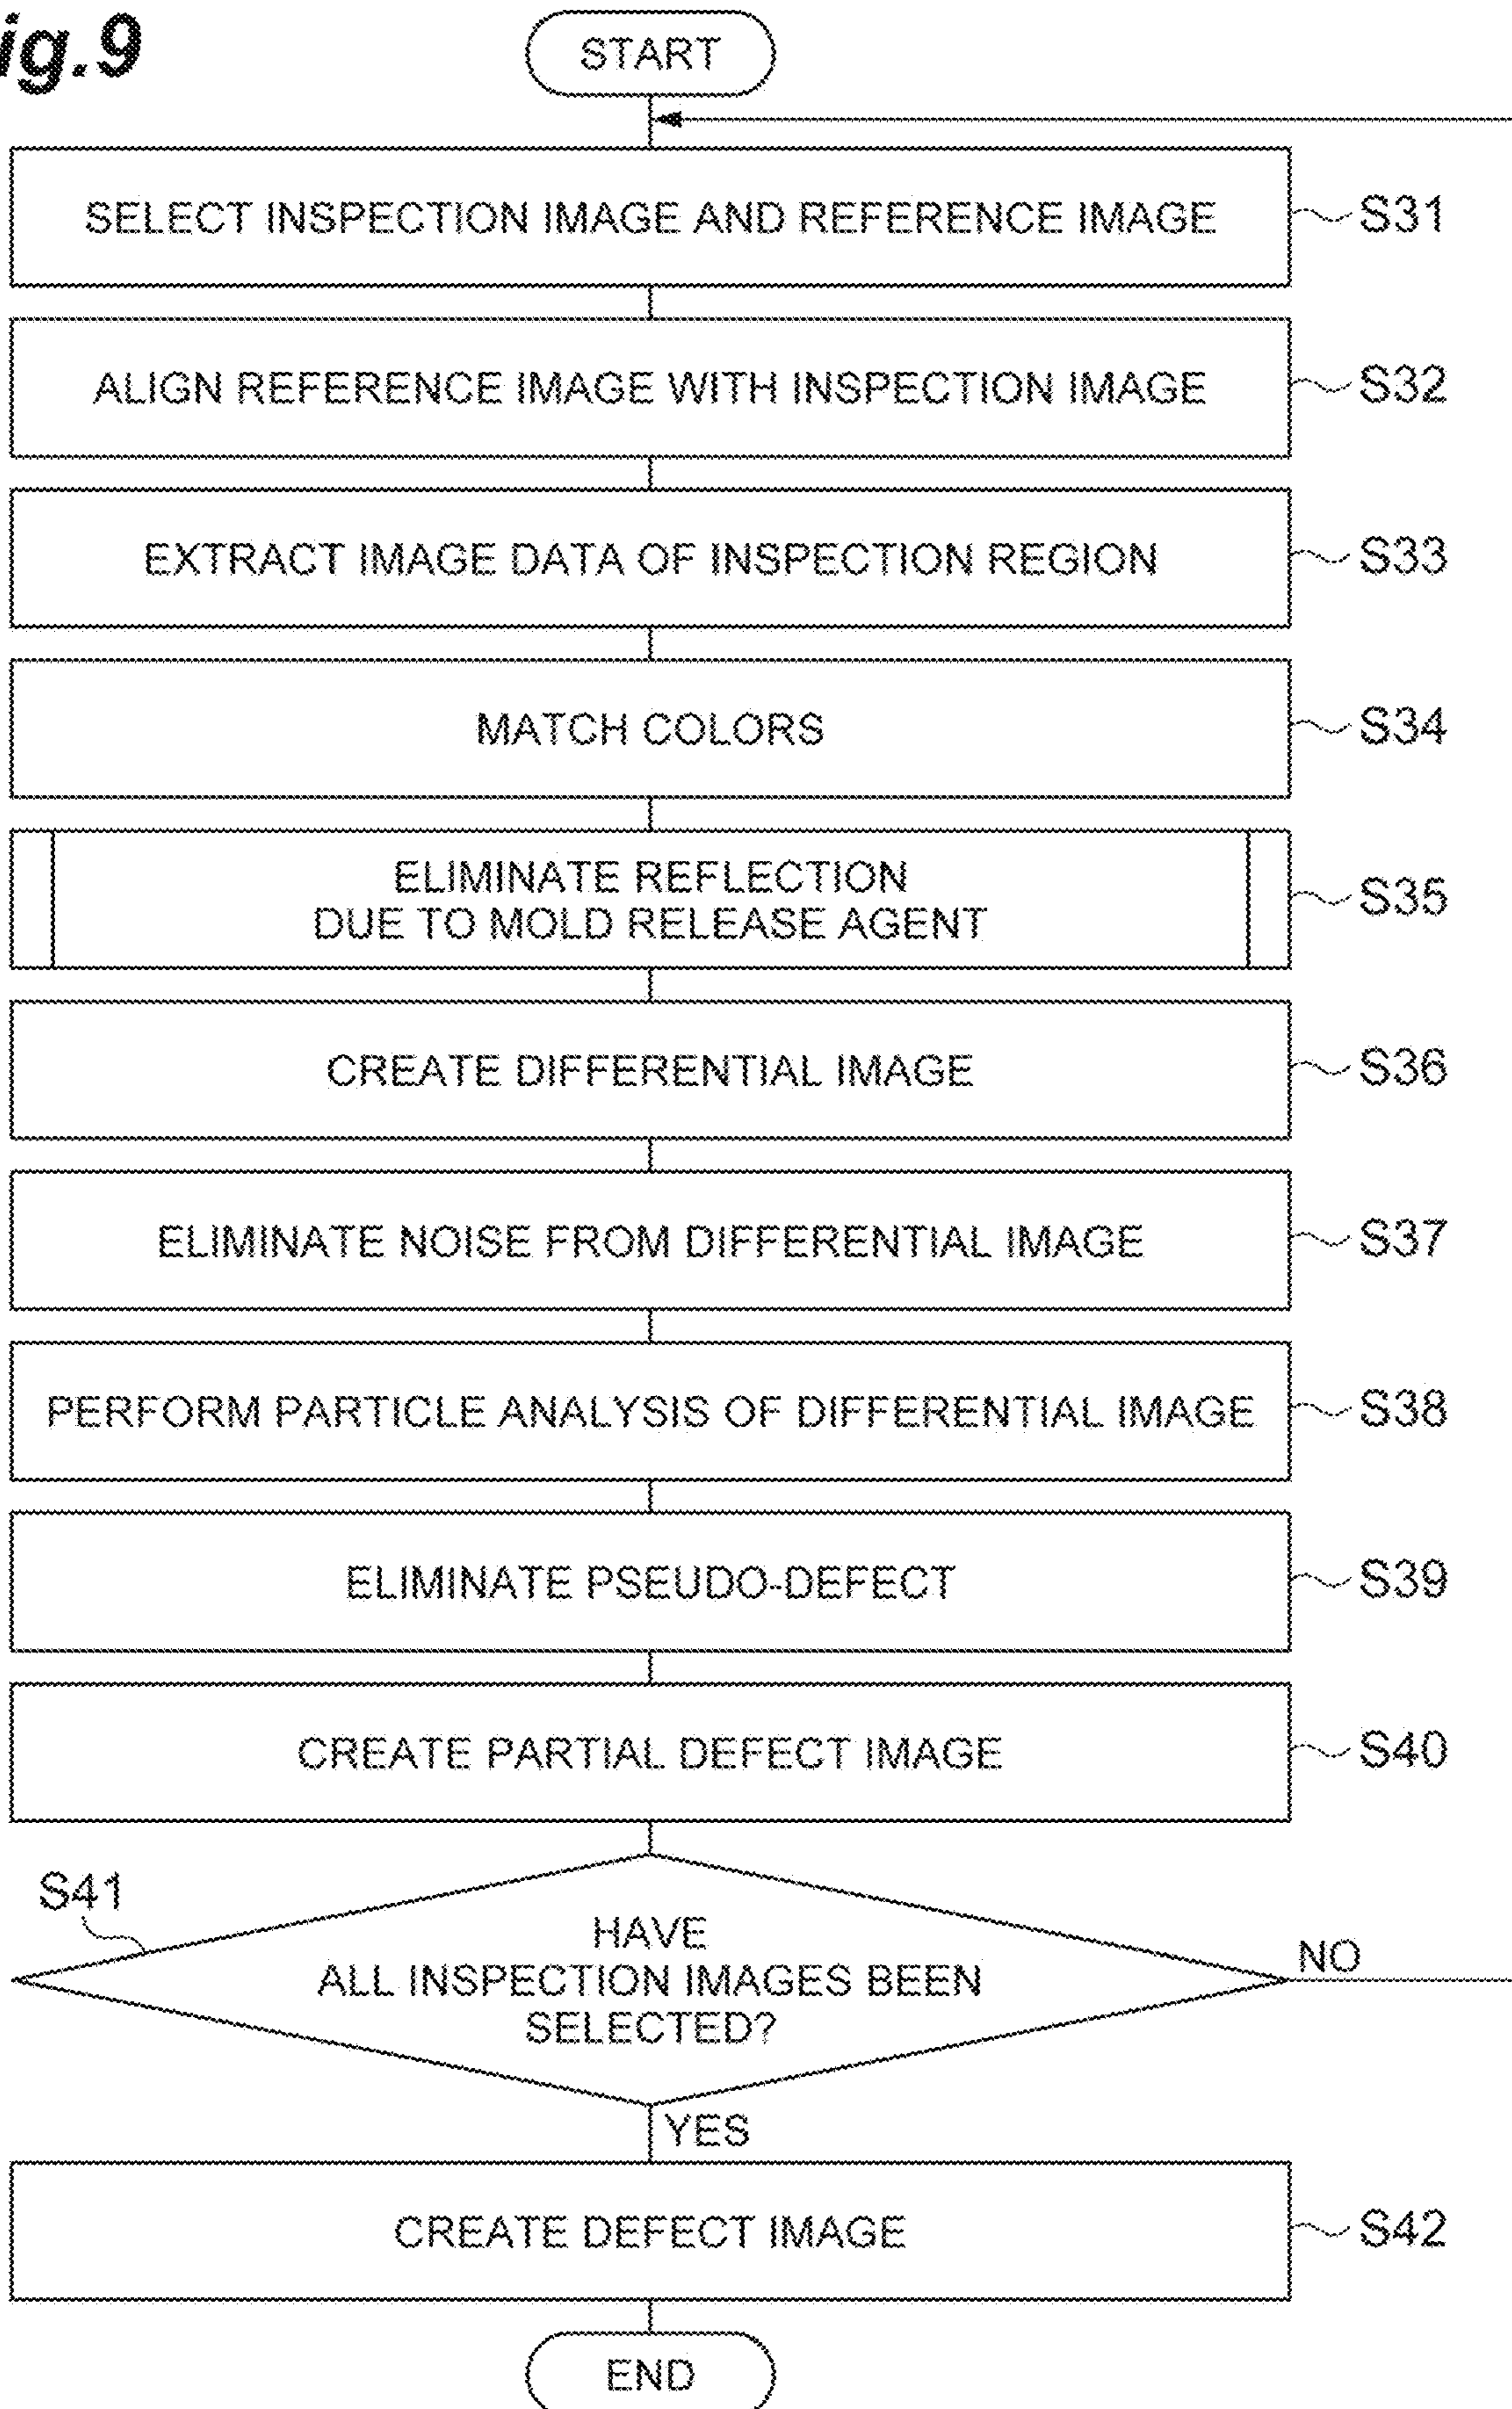 ig.9
START
SELECT INSPECTION IMAGE AND REFERENCE IMAGE
S31
ALIGN REFERENCE IMAGE WITH INSPECTION IMAGE
S32
EXTRACT IMAGE DATA OF INSPECTION REGION
S33
MATCH COLORS
S34
ELIMINATE REFLECTION
DUE TO MOLD RELEASE AGENT
S35
CREATE DIFFERENTIAL IMAGE
S36
ELIMINATE NOISE FROM DIFFERENTIAL IMAGE
S37
PERFORM PARTICLE ANALYSIS OF DIFFERENTIAL IMAGE
S38
ELIMINATE PSEUDO-DEFECT
S39
CREATE PARTIAL DEFECT IMAGE
S40
S41
HAVE
ALL INSPECTION IMAGES BEEN
SELECTED?
NO
YES
CREATE DEFECT IMAGE
S42
END